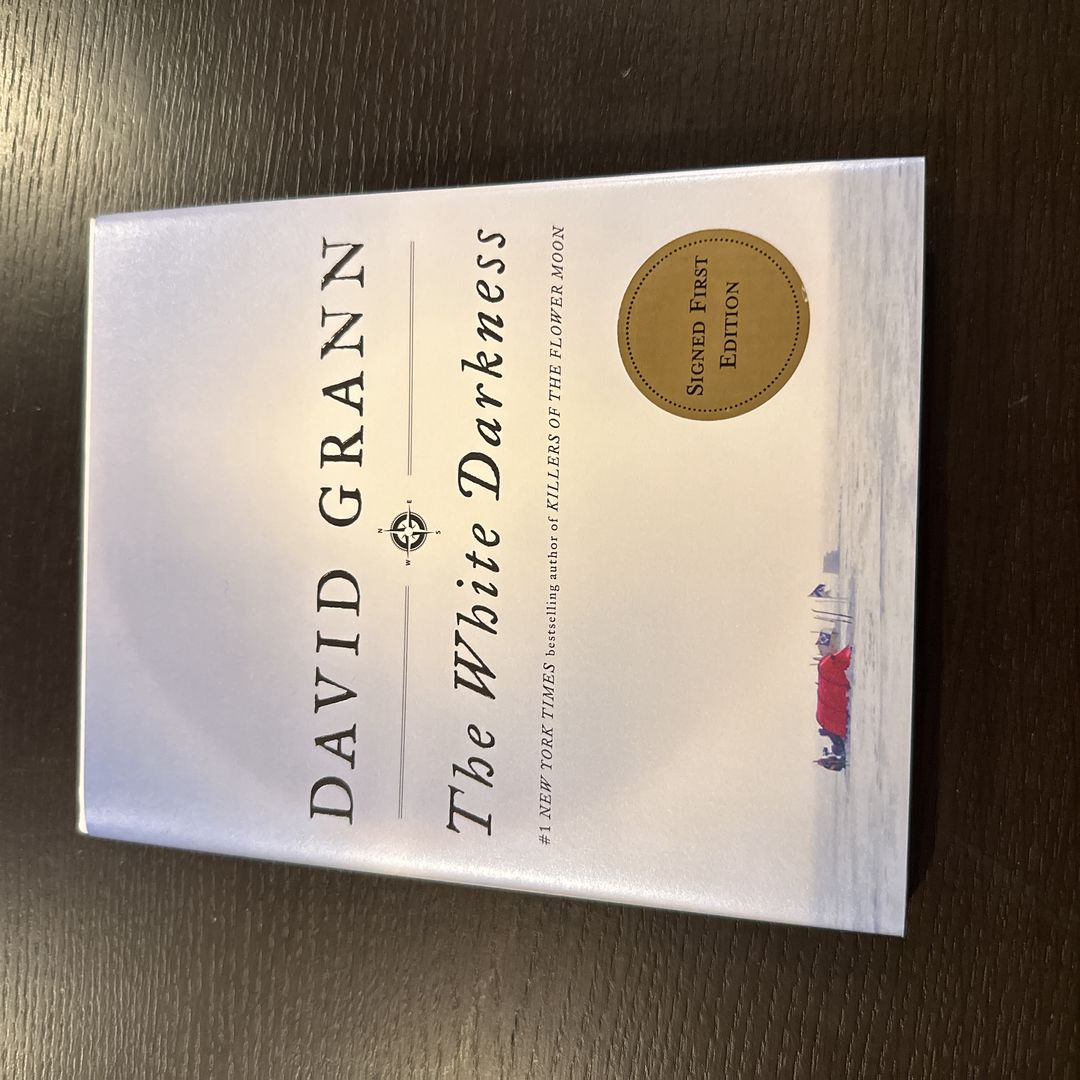 DAVID GRANN
N
W E
S
The White Darkness
#1 NEW YORK TIMES bestselling author of KILLERS OF THE FLOWER MOON
SIGNED FIRST
EDITION